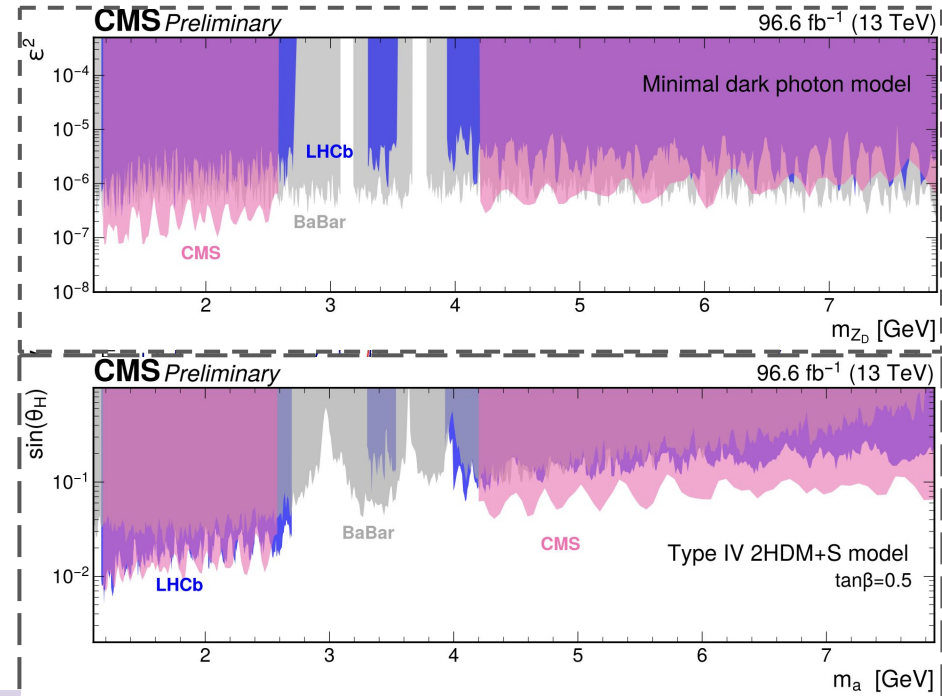 CMS Preliminary 96.6 fb⁻¹ (13 TeV)
ε²
10⁻⁴
Minimal dark photon model
10⁻⁵
LHCb
10⁻⁶
BaBar
10⁻⁷
CMS
10⁻⁸
2 3 4 5 6 7
m_Z_D [GeV]
CMS Preliminary 96.6 fb⁻¹ (13 TeV)
sin(θ_H)
10⁻¹
BaBar
CMS
Type IV 2HDM+S model
10⁻²
LHCb
tanβ=0.5
2 3 4 5 6 7
m_a [GeV]